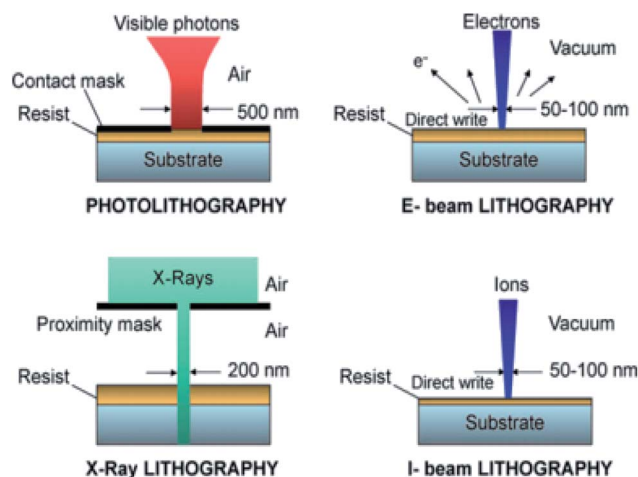 Visible photons
Air
Contact mask
Resist
500 nm
Substrate
PHOTOLITHOGRAPHY
Electrons
Vacuum
e-
50-100 nm
Direct write
Substrate
E- beam LITHOGRAPHY
X-Rays
Air
Proximity mask
Air
200 nm
Resist
X-Ray LITHOGRAPHY
Ions
Vacuum
50-100 nm
Resist
Direct write
Substrate
I- beam LITHOGRAPHY